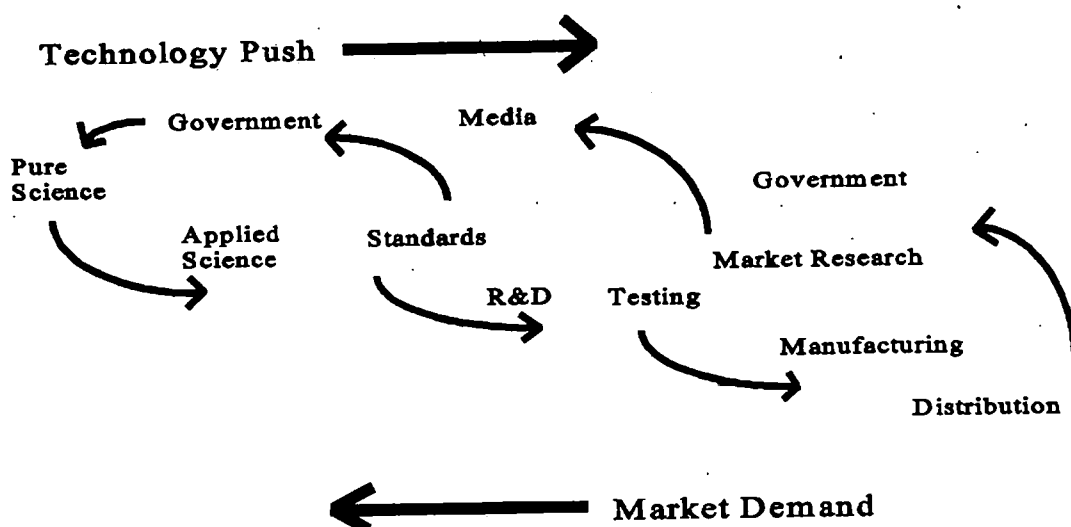 Technology Push
Government
Media
Pure
Science
Government
Applied
Science
Standards
Market Research
R&D
Testing
Manufacturing
Distribution
Market Demand